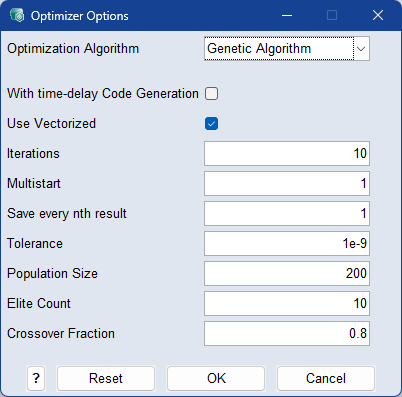 Optimizer Options
Optimization Algorithm Genetic Algorithm
With time-delay Code Generation
Use Vectorized
Iterations 10
Multistart 1
Save every nth result 1
Tolerance 1e-9
Population Size 200
Elite Count 10
Crossover Fraction 0.8
? Reset OK Cancel